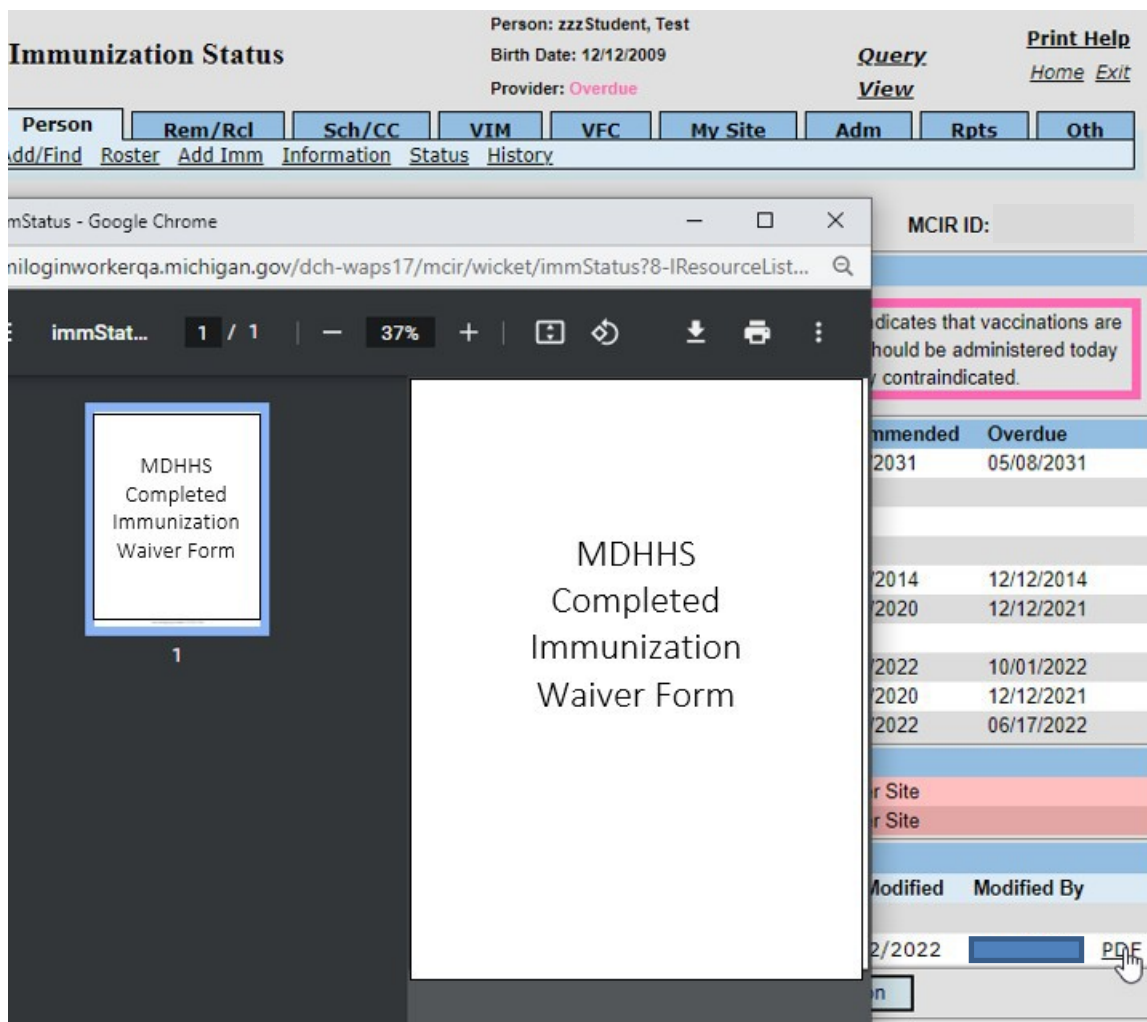 Person: zzzStudent, Test
Immunization Status
Birth Date: 12/12/2009
Provider: Overdue
Query
View
Print Help
Home Exit
Person Rem/Rcl Sch/CC VIM VFC My Site Adm Rpts Oth
Add/Find Roster Add Imm Information Status History
mStatus - Google Chrome
MCIR ID:
miloginworkerqa.michigan.gov/dch-waps17/mcir/wicket/immStatus?8-IResourceList...
immStat... 1 / 1 37%
dicates that vaccinations are
hould be administered today
y contraindicated.
MDHHS
Completed
Immunization
Waiver Form
1
MDHHS
Completed
Immunization
Waiver Form
mmended Overdue
/2031 05/08/2031
/2014 12/12/2014
/2020 12/12/2021
/2022 10/01/2022
/2020 12/12/2021
/2022 06/17/2022
r Site
r Site
Modified Modified By
2/2022 PDF
on